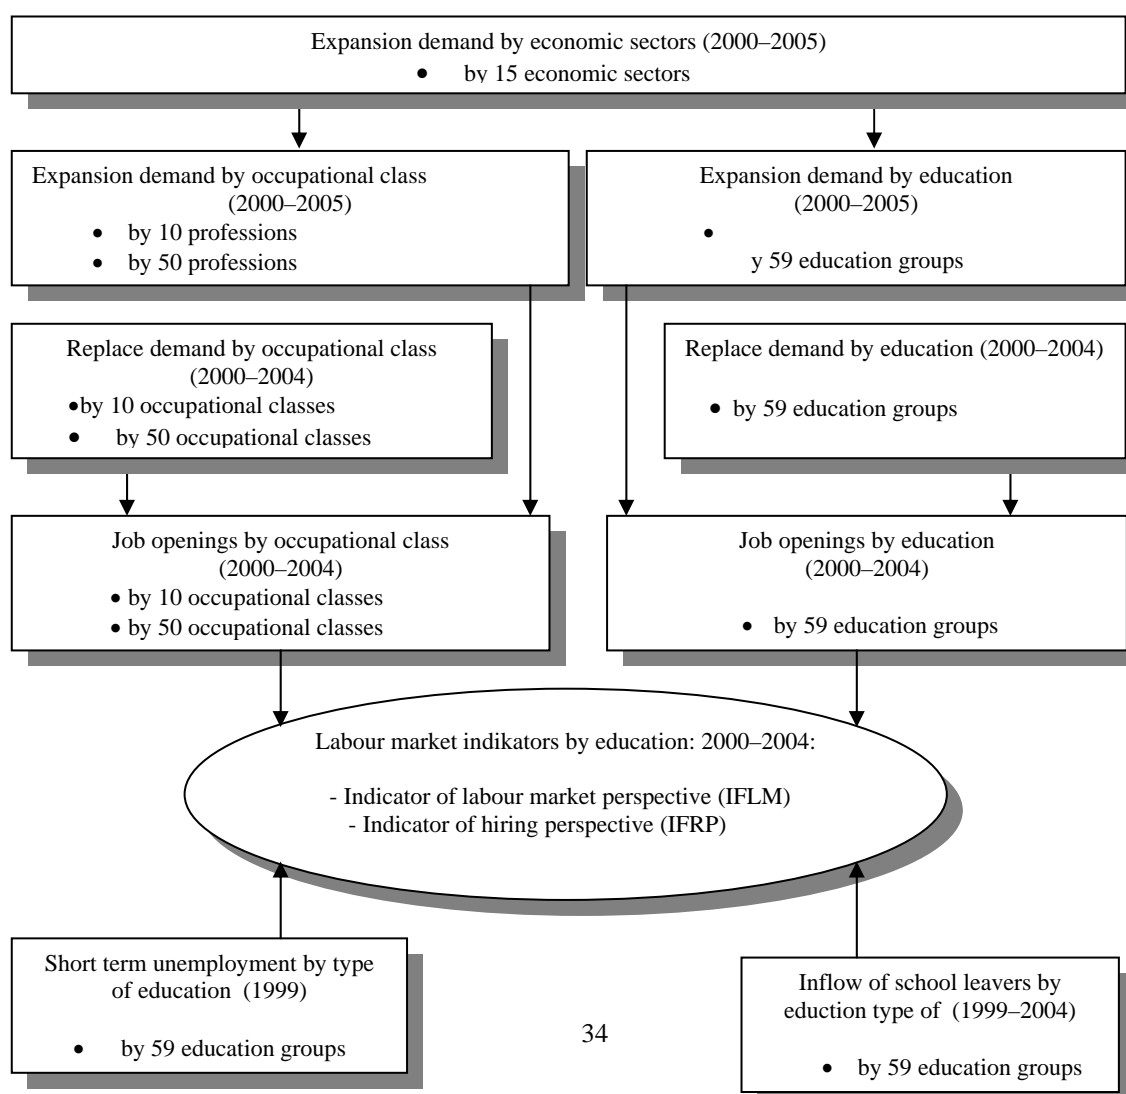 Expansion demand by economic sectors (2000–2005)
• by 15 economic sectors
Expansion demand by occupational class
(2000–2005)
• by 10 professions
• by 50 professions
Expansion demand by education
(2000–2005)
•
y 59 education groups
Replace demand by occupational class
(2000–2004)
•by 10 occupational classes
• by 50 occupational classes
Replace demand by education (2000–2004)
• by 59 education groups
Job openings by occupational class
(2000–2004)
• by 10 occupational classes
• by 50 occupational classes
Job openings by education
(2000–2004)
• by 59 education groups
Labour market indikators by education: 2000–2004:
- Indicator of labour market perspective (IFLM)
- Indicator of hiring perspective (IFRP)
Short term unemployment by type
of education (1999)
• by 59 education groups
Inflow of school leavers by
eduction type of (1999–2004)
• by 59 education groups
34